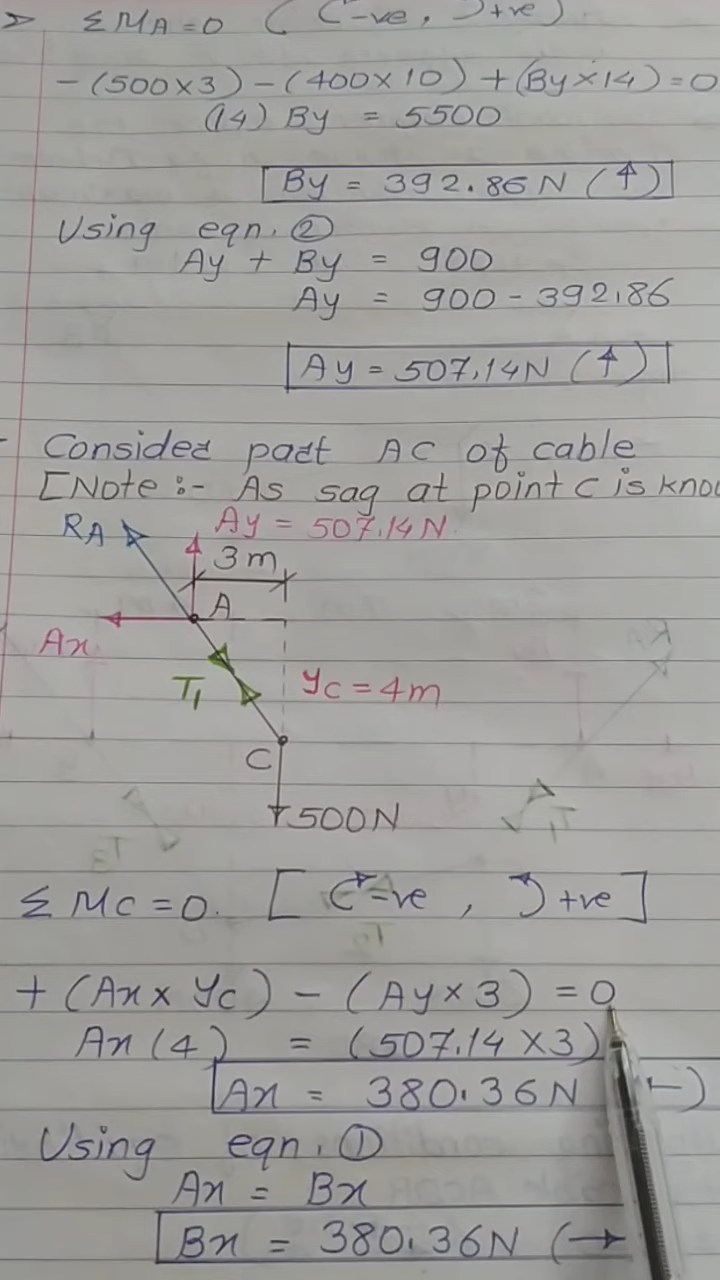 > ΣMA=0 ( ↻-ve, ↺+ve)
-(500×3)-(400×10)+(By×14)=0
(14) By = 5500
By = 392.86N (↑)
Using eqn. ②
Ay + By = 900
Ay = 900-392.86
Ay = 507.14N (↑)
Consider part AC of cable
[Note :- As sag at point C is
RA Ay = 507.14N
3m
A
Ax
T1 yc = 4m
C
500N
ΣMc=0. [ ↻-ve, ↺+ve]
+(Ax× yc) - (Ay×3) = 0
Ax(4) = (507.14×3)
Ax = 380.36N ←)
Using eqn. ①
Ax = Bx
Bx = 380.36N (→